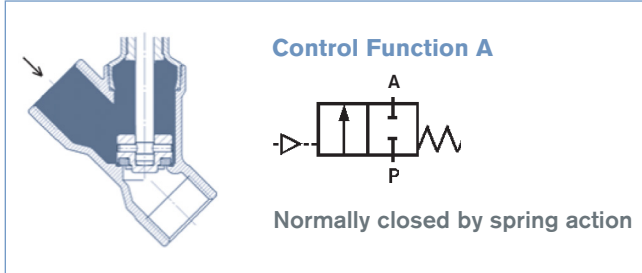 Control Function A
A
P
Normally closed by spring action